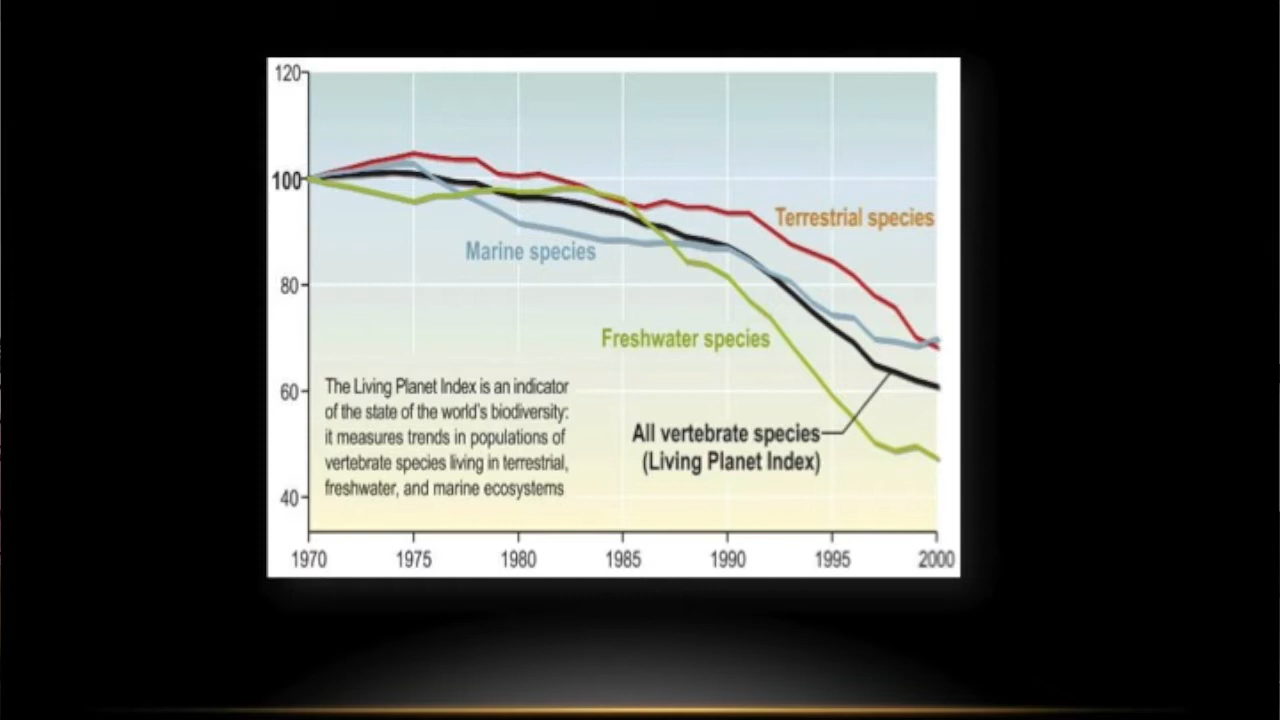 120
100
80
60
40
Terrestrial species
Marine species
Freshwater species
The Living Planet Index is an indicator
of the state of the world's biodiversity:
it measures trends in populations of
vertebrate species living in terrestrial,
freshwater, and marine ecosystems
All vertebrate species
(Living Planet Index)
1970 1975 1980 1985 1990 1995 2000